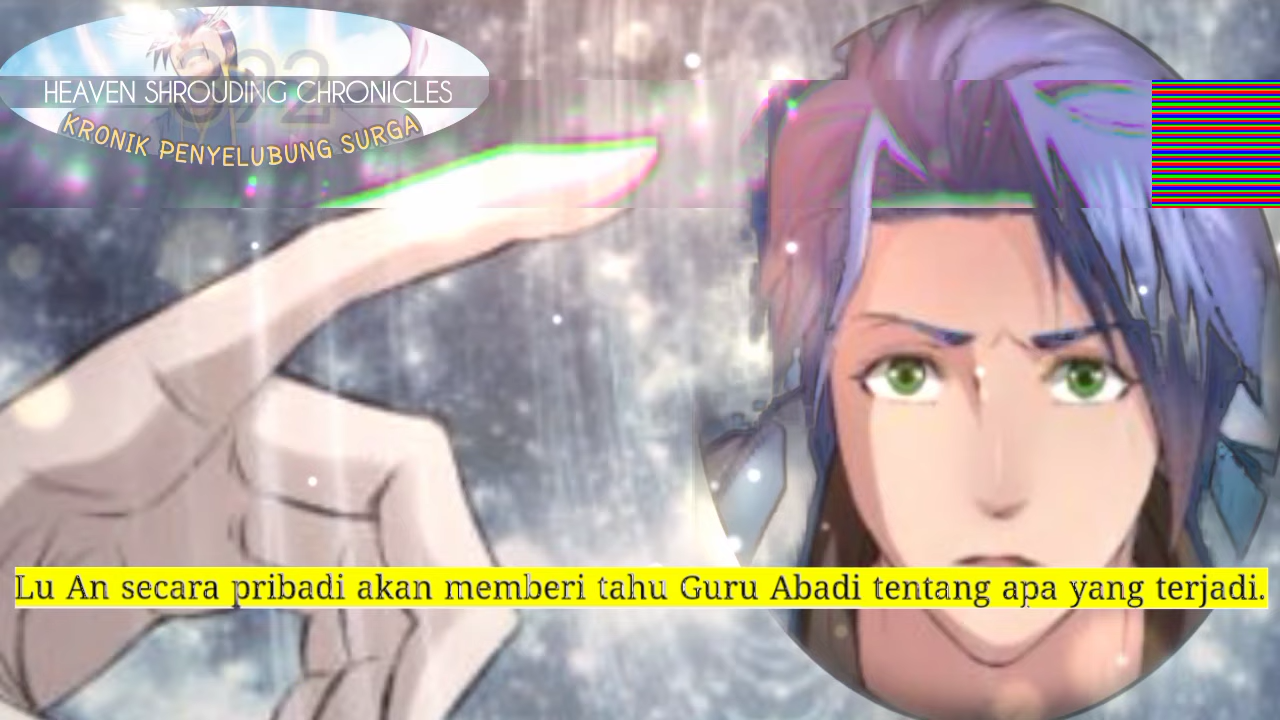 392
HEAVEN SHROUDING CHRONICLES
KRONIK PENYELUBUNG SURGA
Lu An secara pribadi akan memberi tahu Guru Abadi tentang apa yang terjadi.